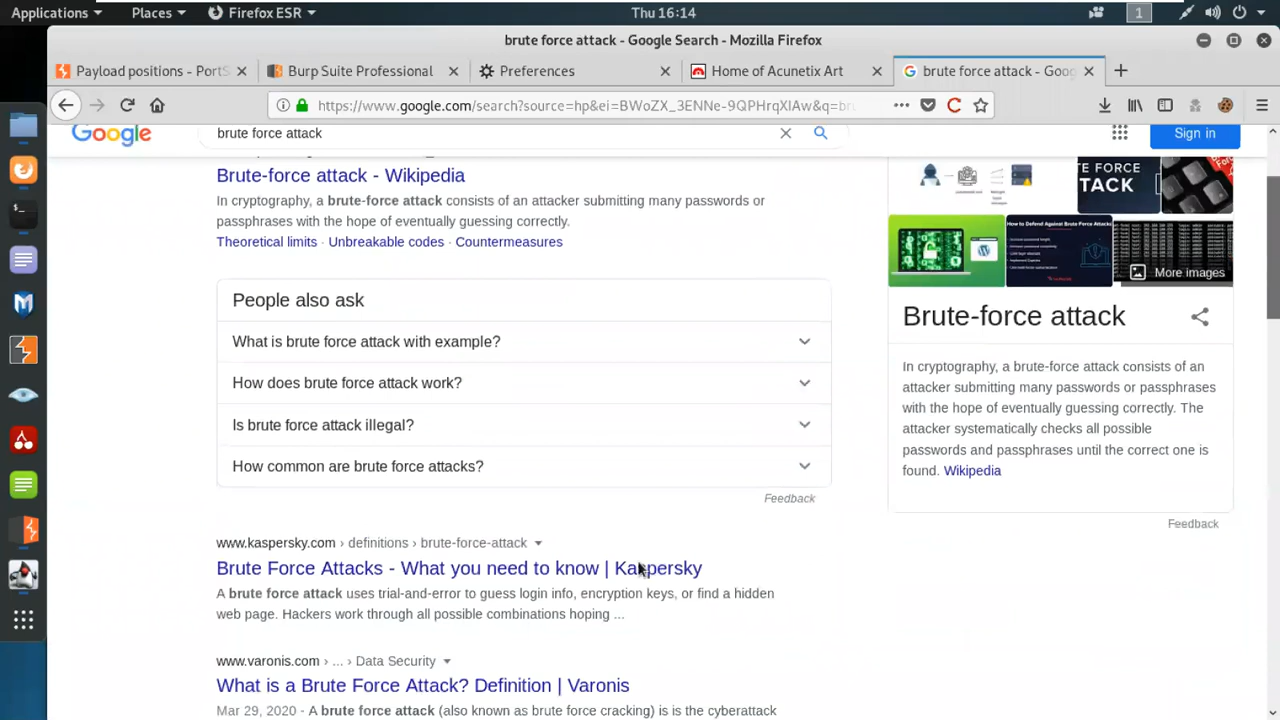 Applications Places Firefox ESR Thu 16:14 1
brute force attack - Google Search - Mozilla Firefox
Payload positions - PortS Burp Suite Professional Preferences Home of Acunetix Art brute force attack - Goog
https://www.google.com/search?source=hp&ei=BWoZX_3ENNe-9QPHrqXIAw&q=bru
Google brute force attack Sign in
Brute-force attack - Wikipedia
In cryptography, a brute-force attack consists of an attacker submitting many passwords or
passphrases with the hope of eventually guessing correctly.
Theoretical limits · Unbreakable codes · Countermeasures
People also ask
What is brute force attack with example?
How does brute force attack work?
Is brute force attack illegal?
How common are brute force attacks?
Feedback
www.kaspersky.com › definitions › brute-force-attack
Brute Force Attacks - What you need to know | Kaspersky
A brute force attack uses trial-and-error to guess login info, encryption keys, or find a hidden
web page. Hackers work through all possible combinations hoping ...
www.varonis.com › ... › Data Security
What is a Brute Force Attack? Definition | Varonis
Mar 29, 2020 - A brute force attack (also known as brute force cracking) is is the cyberattack
TE FORCE
TACK
How to Defend Against Brute Force Attacks
More images
Brute-force attack
In cryptography, a brute-force attack consists of an
attacker submitting many passwords or passphrases
with the hope of eventually guessing correctly. The
attacker systematically checks all possible
passwords and passphrases until the correct one is
found. Wikipedia
Feedback